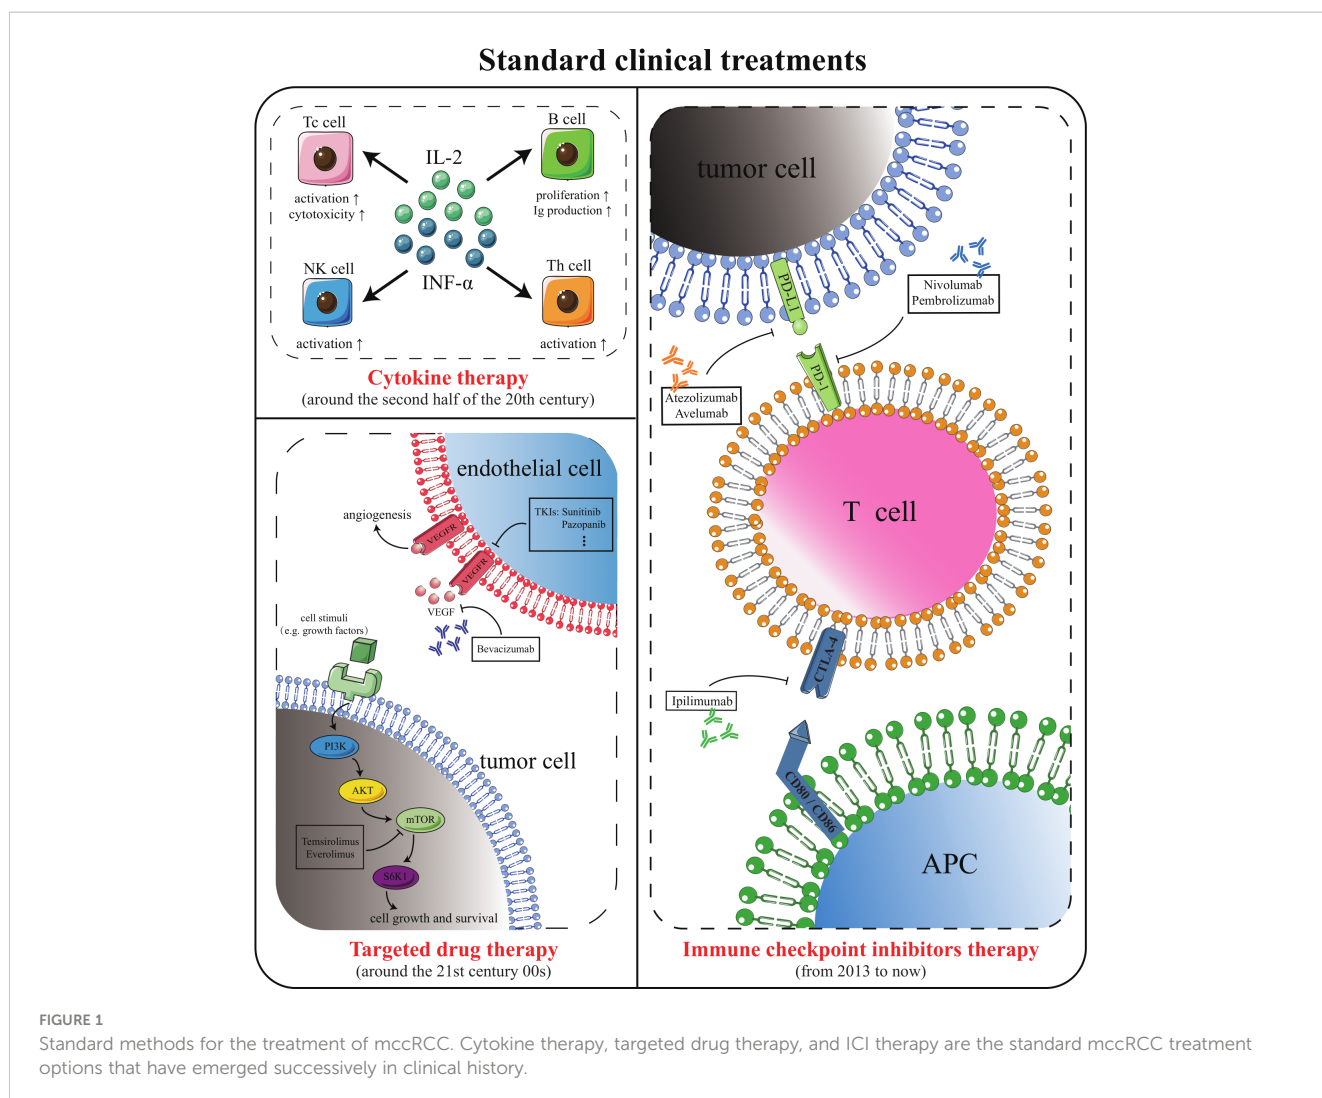 Standard clinical treatments
Tc cell
activation ↑
cytotoxicity ↑
IL-2
B cell
proliferation ↑
Ig production ↑
NK cell
activation ↑
INF-α
Th cell
activation ↑
Cytokine therapy
(around the second half of the 20th century)
endothelial cell
angiogenesis
VEGFR
TKIs: Sunitinib
Pazopanib
⋮
VEGFR
VEGF
Bevacizumab
cell stimuli
(e.g. growth factors)
PI3K
tumor cell
AKT
mTOR
Temsirolimus
Everolimus
S6K1
cell growth and survival
Targeted drug therapy
(around the 21st century 00s)
tumor cell
PD-L1
Nivolumab
Pembrolizumab
PD-1
Atezolizumab
Avelumab
T cell
CTLA-4
Ipilimumab
CD80 / CD86
APC
Immune checkpoint inhibitors therapy
(from 2013 to now)
FIGURE 1
Standard methods for the treatment of mccRCC. Cytokine therapy, targeted drug therapy, and ICI therapy are the standard mccRCC treatment
options that have emerged successively in clinical history.